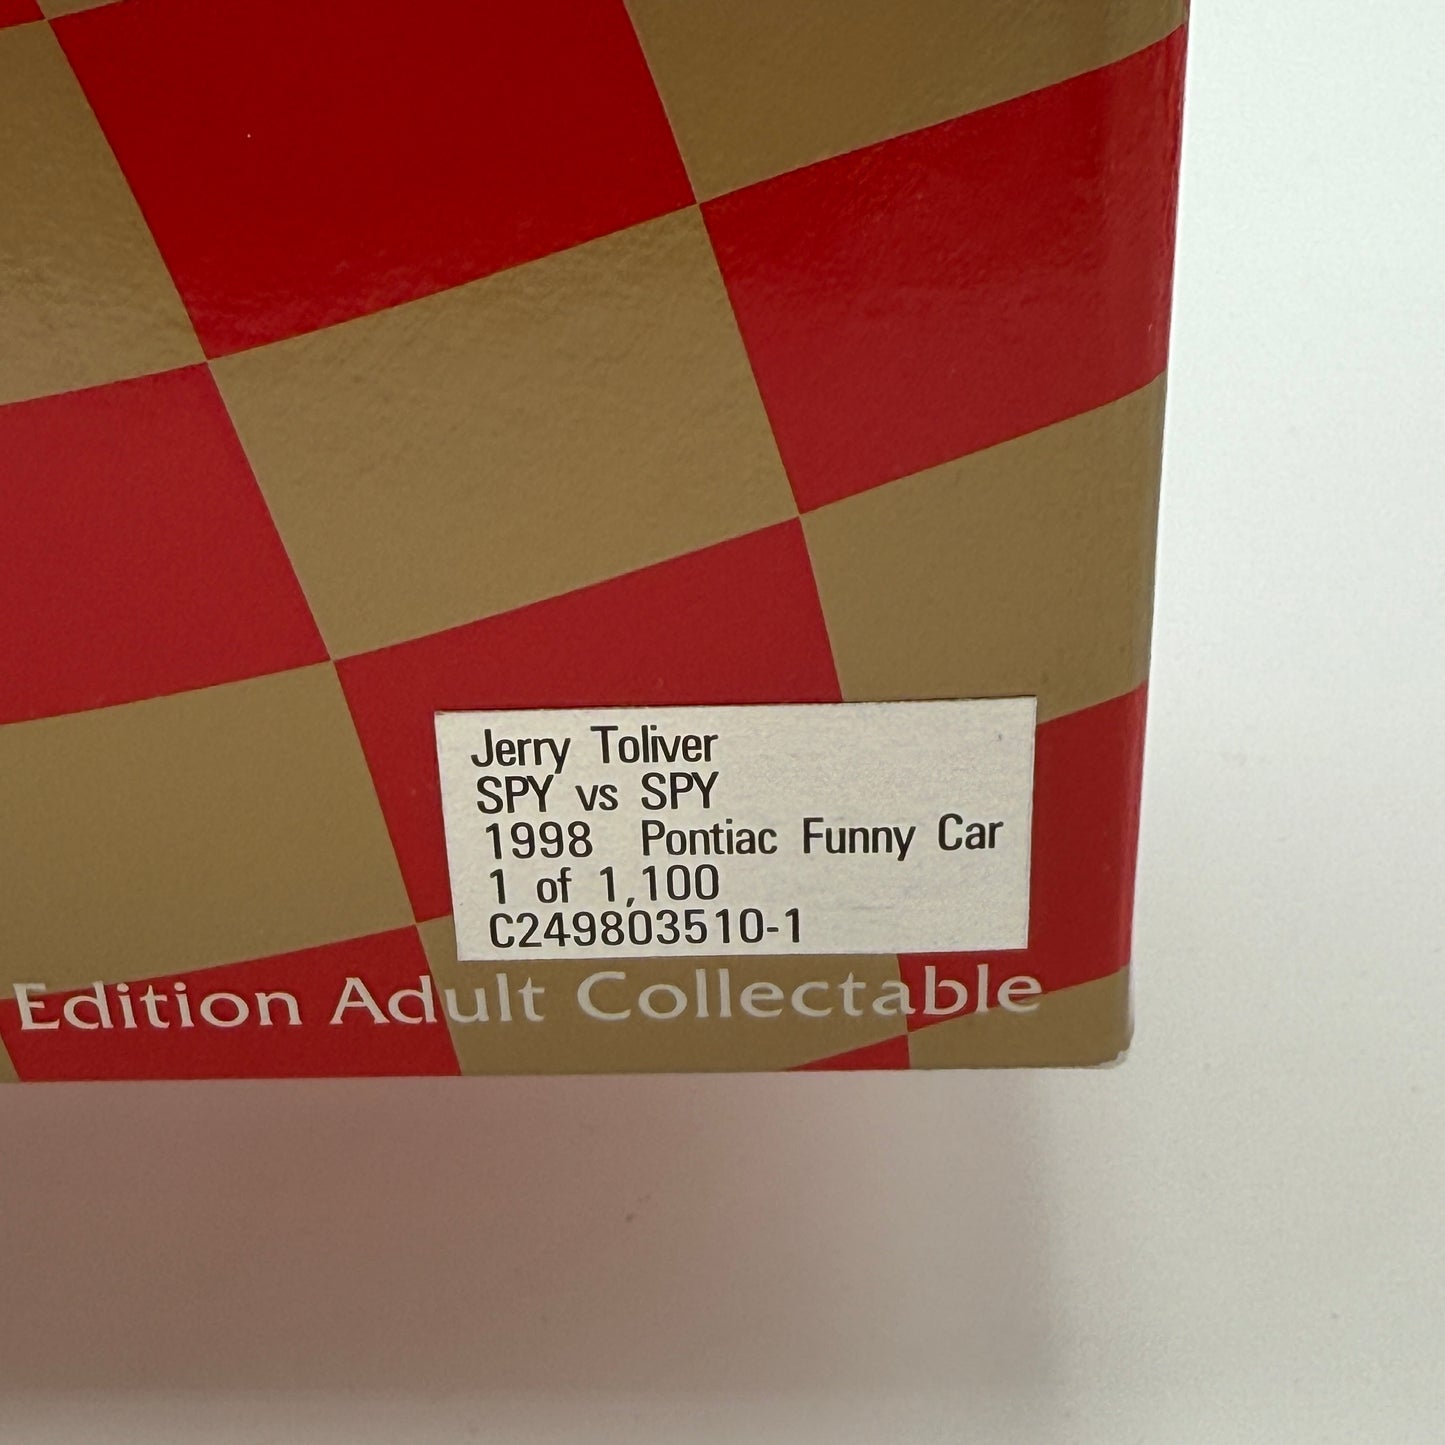 Jerry Toliver
SPY vs SPY
1998 Pontiac Funny Car
1 of 1,100
C249803510-1
Edition Adult Collectable